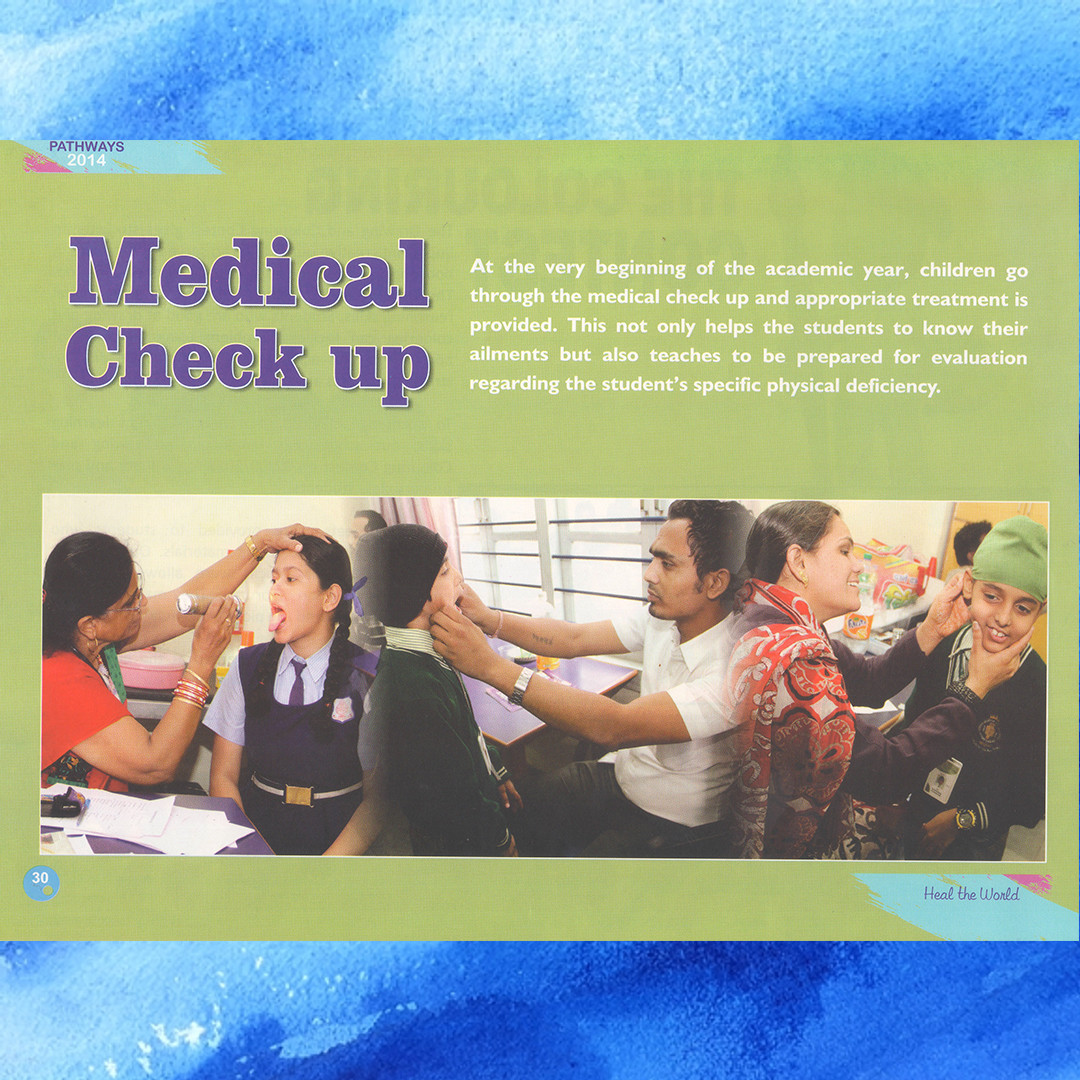 PATHWAYS
2014
Medical
Check up
At the very beginning of the academic year, children go
through the medical check up and appropriate treatment is
provided. This not only helps the students to know their
ailments but also teaches to be prepared for evaluation
regarding the student's specific physical deficiency.
30
Heal the World